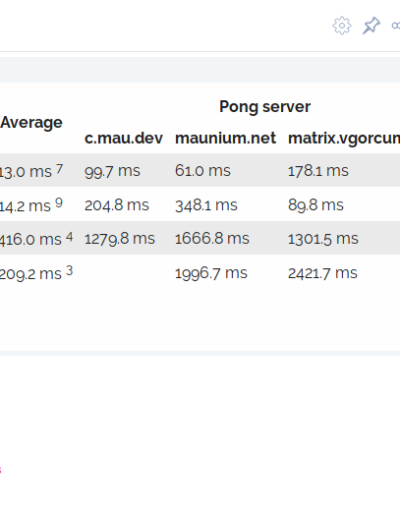 Pong server
Average
c.mau.dev maunium.net matrix.vgorcum
13.0 ms 7 99.7 ms 61.0 ms 178.1 ms
14.2 ms 9 204.8 ms 348.1 ms 89.8 ms
416.0 ms 4 1279.8 ms 1666.8 ms 1301.5 ms
209.2 ms 3 1996.7 ms 2421.7 ms